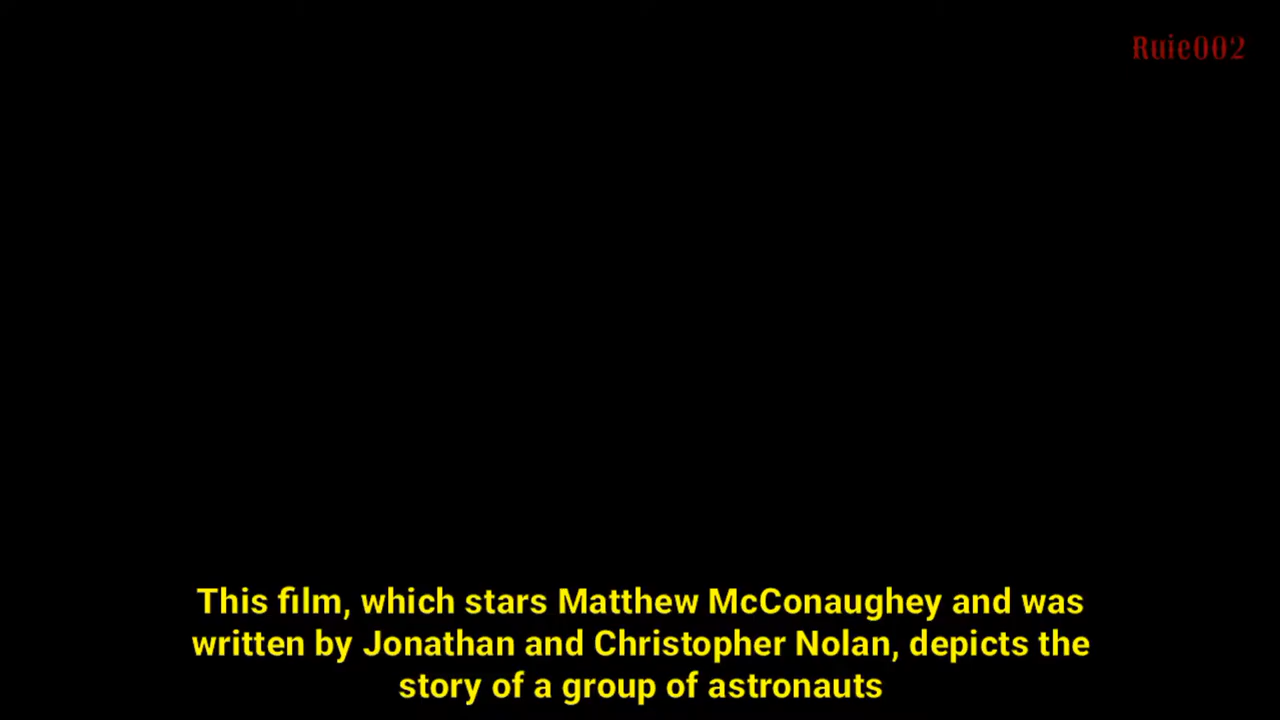 Ruie002
This film, which stars Matthew McConaughey and was
written by Jonathan and Christopher Nolan, depicts the
story of a group of astronauts